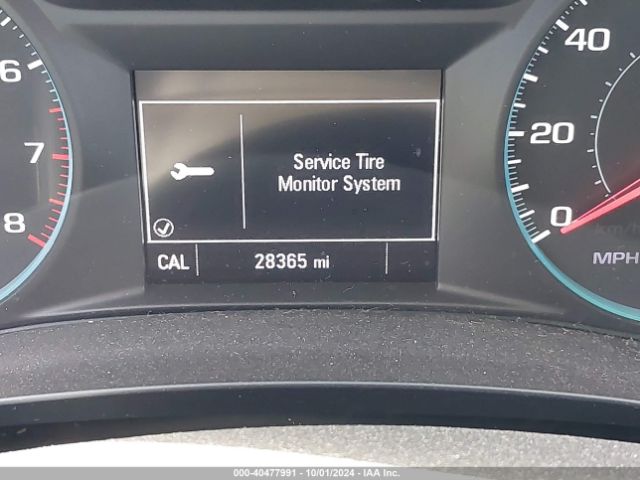 6
7
8
Service Tire
Monitor System
CAL
28365 mi
40
20
0
km/h
MPH
000-40477991 - 10/01/2024 - IAA Inc.